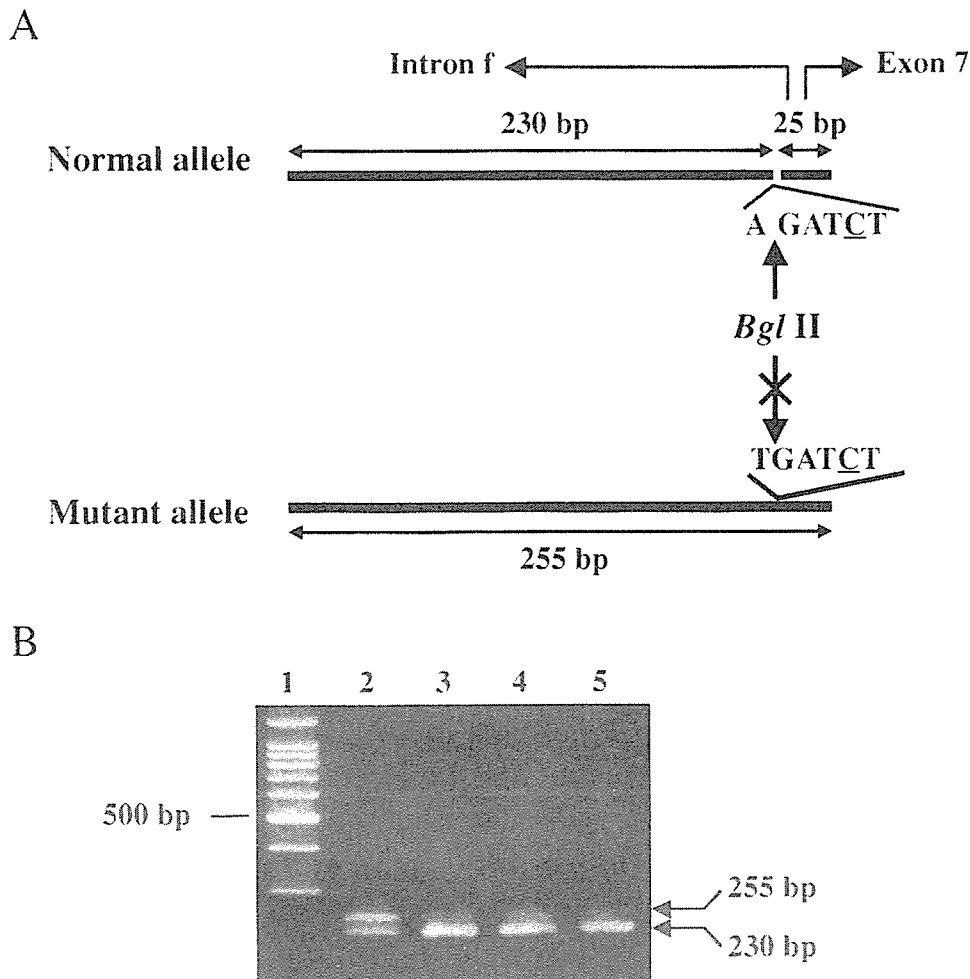 A
Intron f
Exon 7
230 bp
25 bp
Normal allele
A GATCT
Bgl II
TGATCT
Mutant allele
255 bp
B
1 2 3 4 5
500 bp
255 bp
230 bp